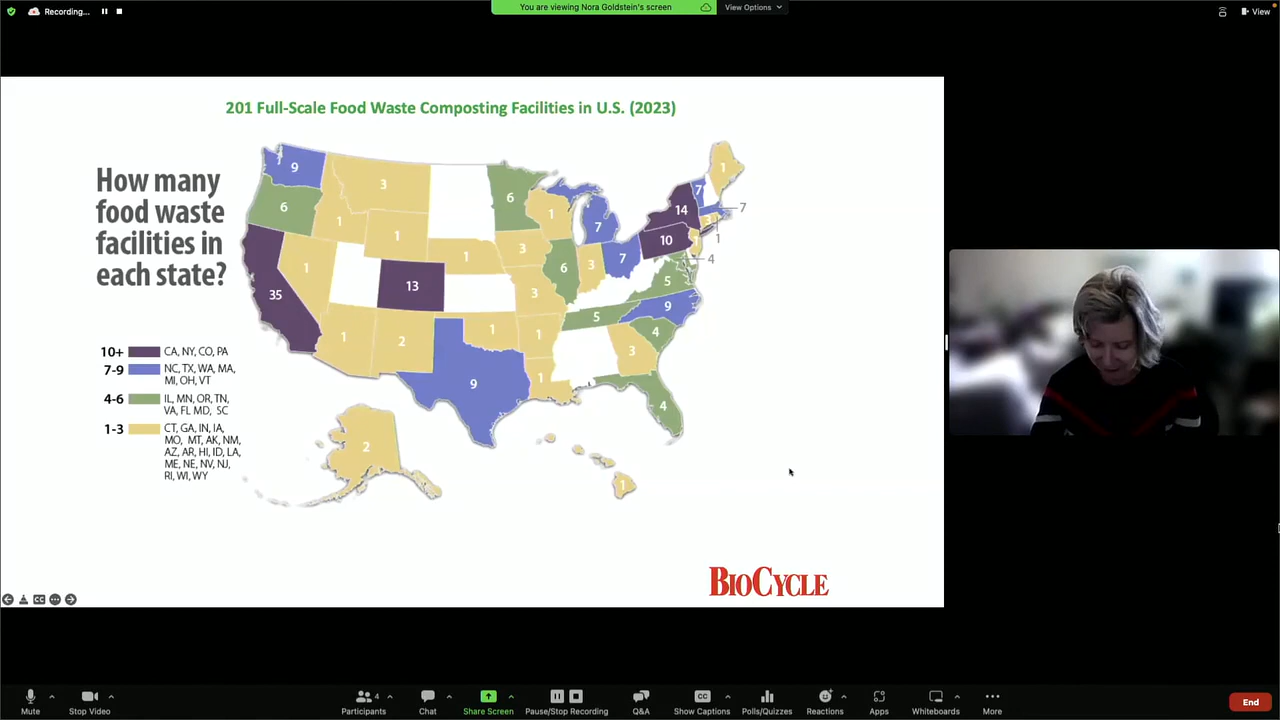 Recording...
You are viewing Nora Goldstein's screen
View Options
View
201 Full-Scale Food Waste Composting Facilities in U.S. (2023)
How many
food waste
facilities in
each state?
9
3
6
1
1
1
35
1
2
13
1
1
9
6
1
3
3
1
1
6
3
7
7
5
3
4
4
9
5
10
14
7
1
7
3
1
1
4
2
1
10+ CA, NY, CO, PA
7-9 NC, TX, WA, MA,
MI, OH, VT
4-6 IL, MN, OR, TN,
VA, FL MD, SC
1-3 CT, GA, IN, IA,
MO, MT, AK, NM,
AZ, AR, HI, ID, LA,
ME, NE, NV, NJ,
RI, WI, WY
BIOCYCLE
CC
Mute
Stop Video
Participants 4
Chat
Share Screen
Pause/Stop Recording
Q&A
CC
Show Captions
Polls/Quizzes
Reactions
Apps
Whiteboards
More
End